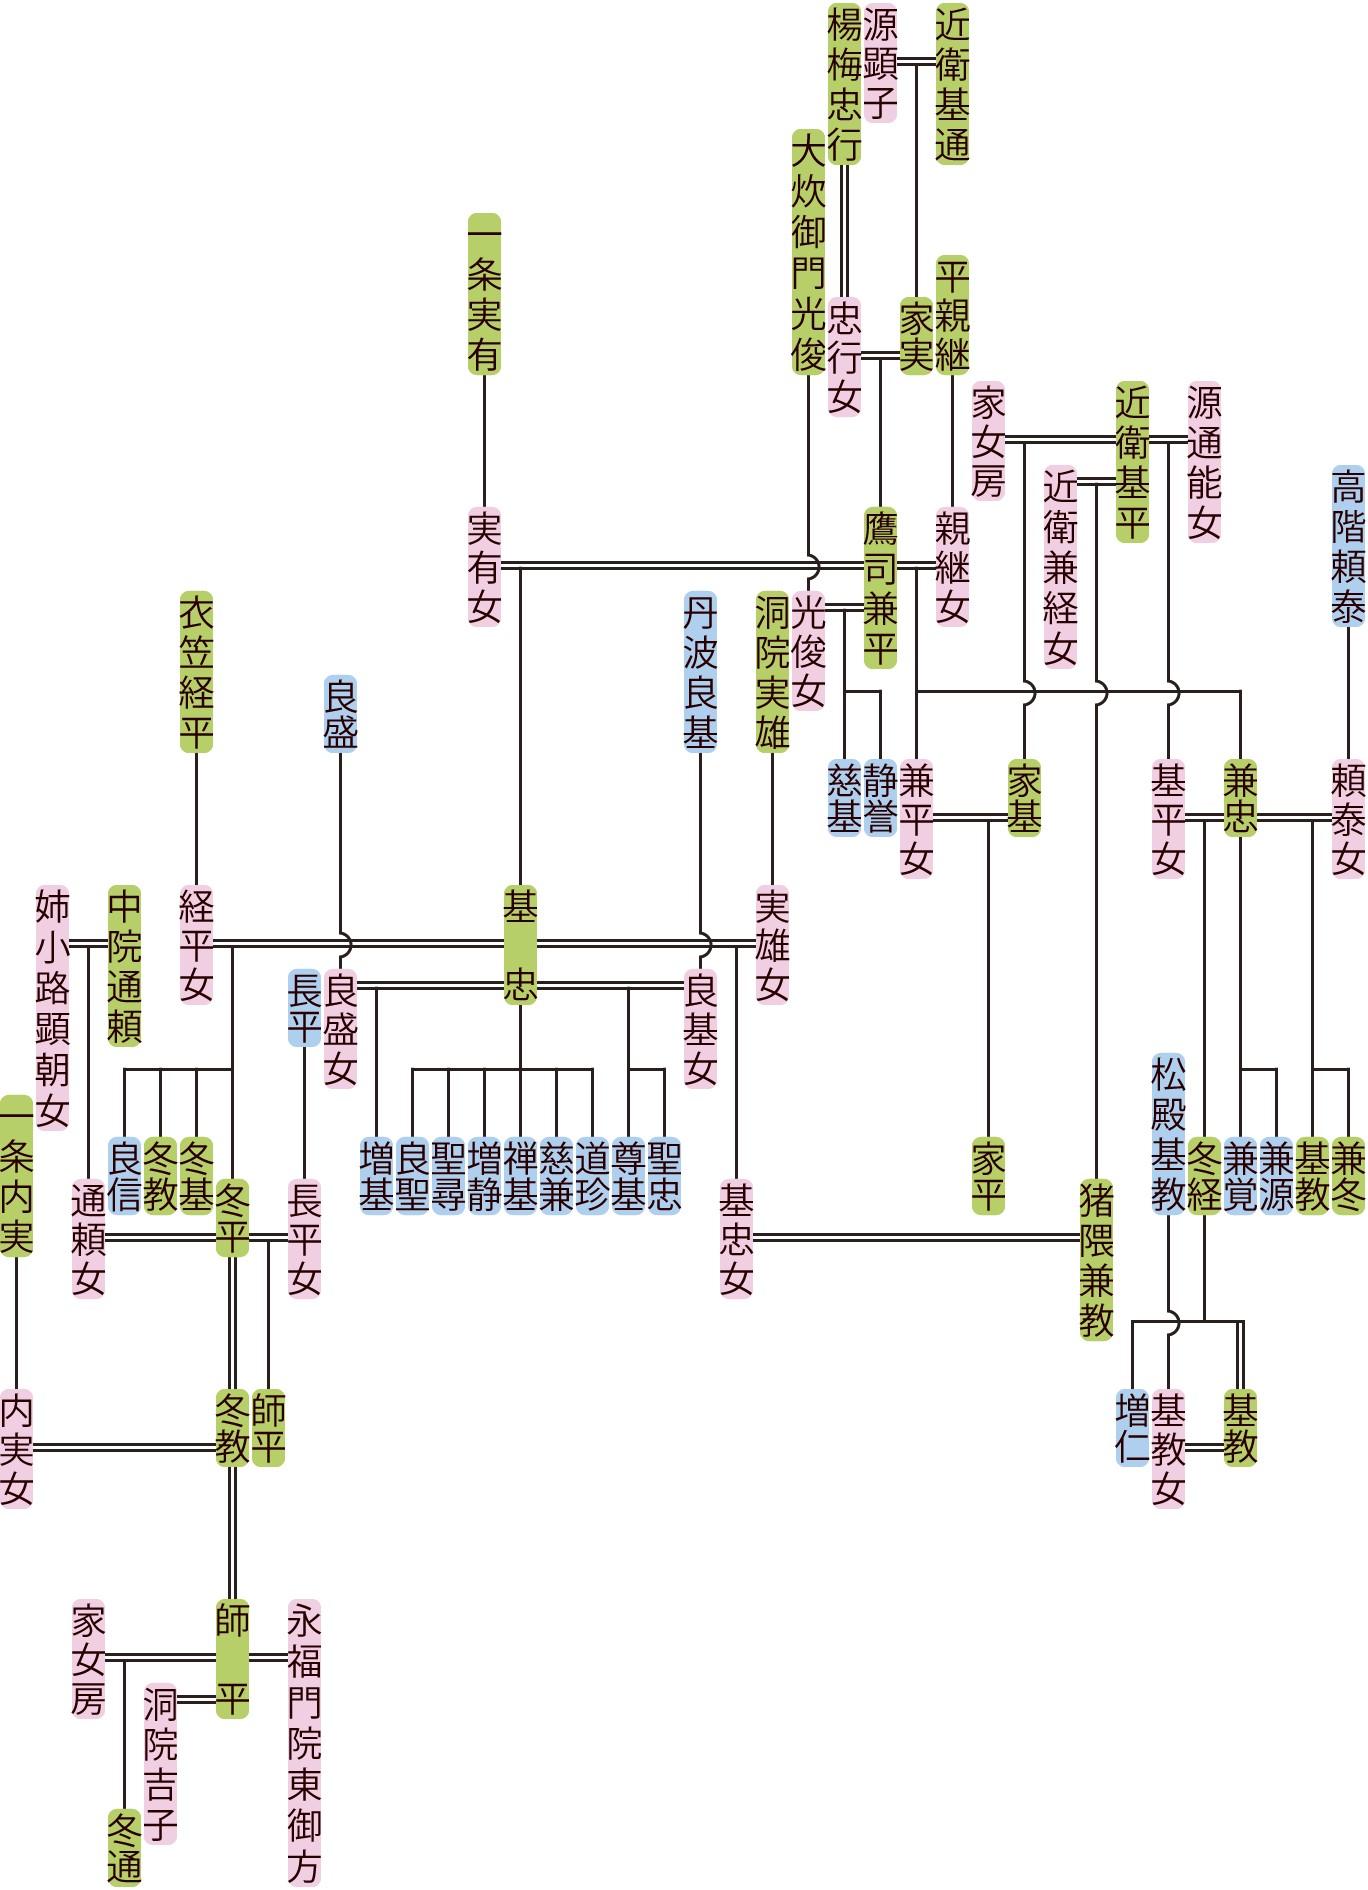 近衛基通
源顕子
楊梅忠行
大炊御門光俊
一条実有
平親継
家実
忠行女
源通能女
近衛基平
家女房
近衛兼経女
高階頼泰
親継女
鷹司兼平
実有女
光俊女
洞院実雄
丹波良基
衣笠経平
良盛
頼泰女
兼忠
基平女
家基
兼平女
静誉
慈基
実雄女
基忠
経平女
中院通頼
姉小路顕朝女
良基女
良盛女
長平
松殿基教
一条内実
兼冬
基教
兼源
兼覚
冬経
家平
聖忠
尊基
道珍
慈兼
禅基
増静
聖尋
良聖
増基
冬基
冬教
良信
猪隈兼教
基忠女
長平女
冬平
通頼女
基教
基教女
増仁
師平
冬教
内実女
永福門院東御方
師平
家女房
洞院吉子
冬通